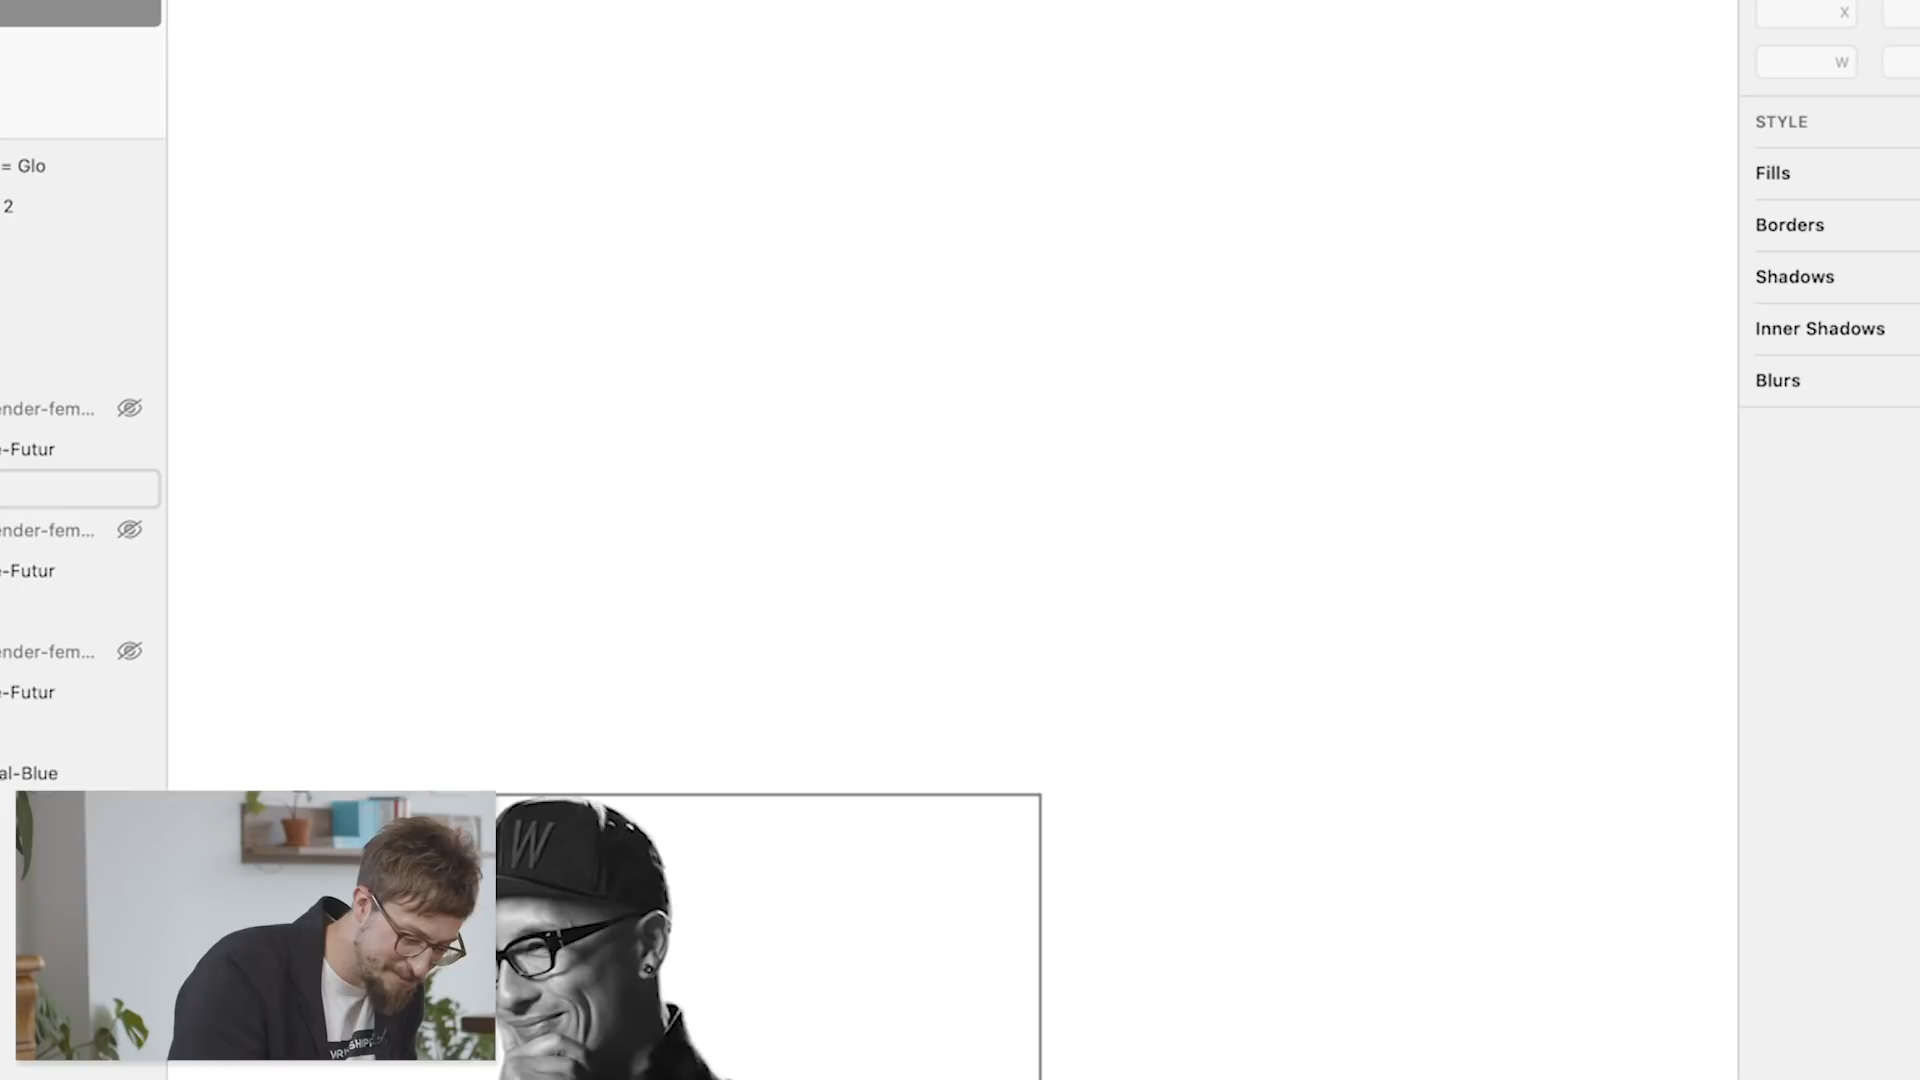 X
W
STYLE
= Glo
Fills
2
Borders
Shadows
Inner Shadows
Blurs
ender-fem...
e-Futur
ender-fem...
e-Futur
ender-fem...
e-Futur
al-Blue
W